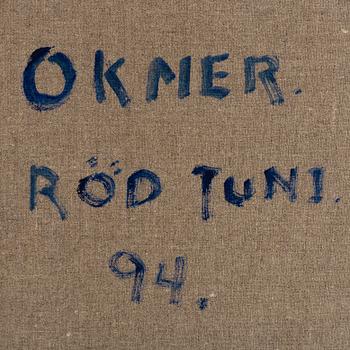 OKMER.
RÖD TUNI.
94.